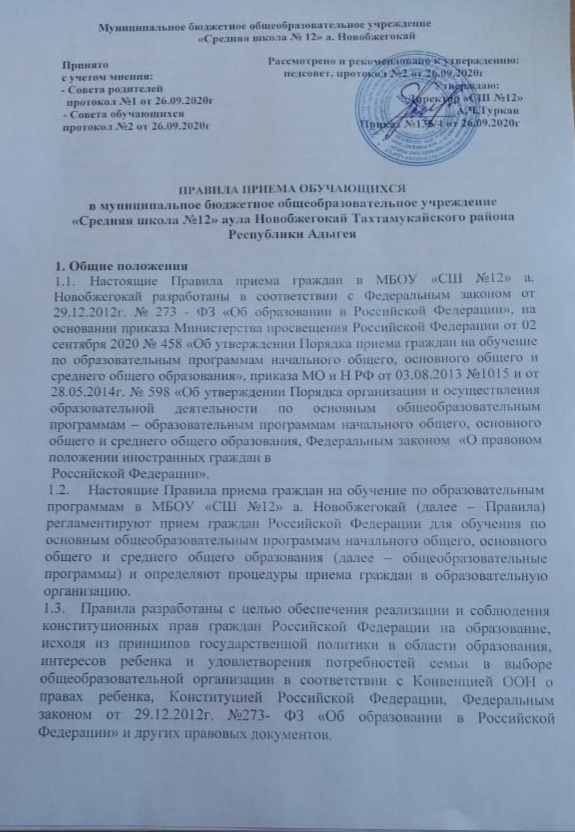 Муниципальное бюджетное общеобразовательное учреждение
«Средняя школа № 12» а. Новобжегокай
Принято
с учетом мнения:
- Совета родителей
протокол №1 от 26.09.2020г
- Совета обучающихся
протокол №2 от 26.09.2020г
Рассмотрено и рекомендовано к утверждению:
педсовет, протокол №2 от 26.09.2020г
Утверждаю:
Директор «СШ №12»
А.Ч.Туркав
Приказ от 26.09.2020г
ПРАВИЛА ПРИЕМА ОБУЧАЮЩИХСЯ
в муниципальное бюджетное общеобразовательное учреждение
«Средняя школа №12» аула Новобжегокай Тахтамукайского района
Республики Адыгея
1. Общие положения
1.1. Настоящие Правила приема граждан в МБОУ «СШ №12» а.
Новобжегокай разработаны в соответствии с Федеральным законом от
29.12.2012г. № 273 - ФЗ «Об образовании в Российской Федерации», на
основании приказа Министерства просвещения Российской Федерации от 02
сентября 2020 № 458 «Об утверждении Порядка приема граждан на обучение
по образовательным программам начального общего, основного общего и
среднего общего образования», приказа МО и Н РФ от 03.08.2013 №1015 и от
28.05.2014г. № 598 «Об утверждении Порядка организации и осуществления
образовательной деятельности по основным общеобразовательным
программам – образовательным программам начального общего, основного
общего и среднего общего образования, Федеральным законом «О правовом
положении иностранных граждан в
Российской Федерации».
1.2. Настоящие Правила приема граждан на обучение по образовательным
программам в МБОУ «СШ №12» а. Новобжегокай (далее – Правила)
регламентируют прием граждан Российской Федерации для обучения по
основным общеобразовательным программам начального общего, основного
общего и среднего общего образования (далее – общеобразовательные
программы) и определяют процедуры приема граждан в образовательную
организацию.
1.3. Правила разработаны с целью обеспечения реализации и соблюдения
конституционных прав граждан Российской Федерации на образование,
исходя из принципов государственной политики в области образования,
интересов ребенка и удовлетворения потребностей семьи в выборе
общеобразовательной организации в соответствии с Конвенцией ООН о
правах ребенка, Конституцией Российской Федерации, Федеральным
законом от 29.12.2012г. №273- ФЗ «Об образовании в Российской
Федерации» и других правовых документов.